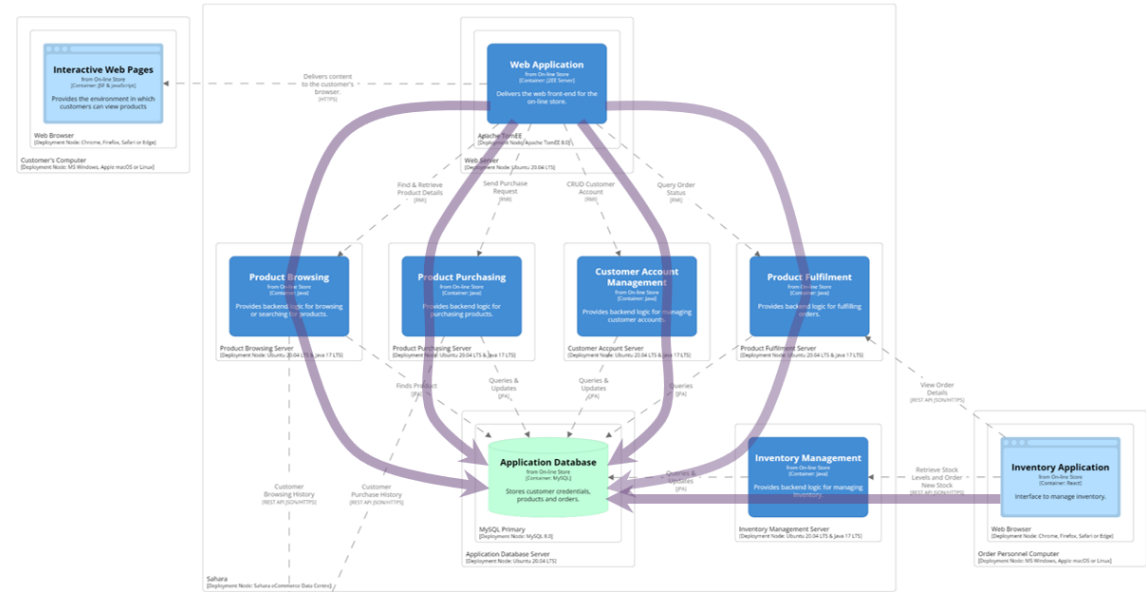 Interactive Web Pages
from On-line Store
[Container: JSF & JavaScript]
Provides the environment in which
customers can view products
Web Browser
[Deployment Node: Chrome, Firefox, Safari or Edge]
Customer's Computer
[Deployment Node: MS Windows, Apple macOS or Linux]
Delivers content
to the customer's
browser.
[HTTPS]
Web Application
from On-line Store
[Container: J2EE Server]
Delivers the web front-end for the
on-line store.
Apache TomEE
[Deployment Node: Apache TomEE 8.0]
Web Server
[Deployment Node: Ubuntu 20.04 LTS]
Find & Retrieve
Product Details
[RMI]
Send Purchase
Request
[RMI]
CRUD Customer
Account
[RMI]
Query Order
Status
[RMI]
Product Browsing
from On-line Store
[Container: Java]
Provides backend logic for browsing
or searching for products.
Product Browsing Server
[Deployment Node: Ubuntu 20.04 LTS & Java 17 LTS]
Product Purchasing
from On-line Store
[Container: Java]
Provides backend logic for
purchasing products.
Product Purchasing Server
[Deployment Node: Ubuntu 20.04 LTS & Java 17 LTS]
Customer Account
Management
from On-line Store
[Container: Java]
Provides backend logic for managing
customer accounts.
Customer Account Server
[Deployment Node: Ubuntu 20.04 LTS & Java 17 LTS]
Product Fulfilment
from On-line Store
[Container: Java]
Provides backend logic for fulfilling
orders.
Product Fulfilment Server
[Deployment Node: Ubuntu 20.04 LTS & Java 17 LTS]
Finds Product
[JPA]
Queries &
Updates
[JPA]
Queries &
Updates
[JPA]
Queries
[JPA]
View Order
Details
[REST API JSON/HTTPS]
Application Database
from On-line Store
[Container: MySQL]
Stores customer credentials,
products and orders.
MySQL Primary
[Deployment Node: MySQL 8.0]
Application Database Server
[Deployment Node: Ubuntu 20.04 LTS]
Queries &
Updates
[JPA]
Inventory Management
from On-line Store
[Container: Java]
Provides backend logic for managing
inventory.
Inventory Management Server
[Deployment Node: Ubuntu 20.04 LTS & Java 17 LTS]
Retrieve Stock
Levels and Order
New Stock
[REST API JSON/HTTPS]
Inventory Application
from On-line Store
[Container: React]
Interface to manage inventory.
Web Browser
[Deployment Node: Chrome, Firefox, Safari or Edge]
Order Personnel Computer
[Deployment Node: MS Windows, Apple macOS or Linux]
Customer
Browsing History
[REST API JSON/HTTPS]
Customer
Purchase History
[REST API JSON/HTTPS]
Sahara
[Deployment Node: Sahara eCommerce Data Centre]